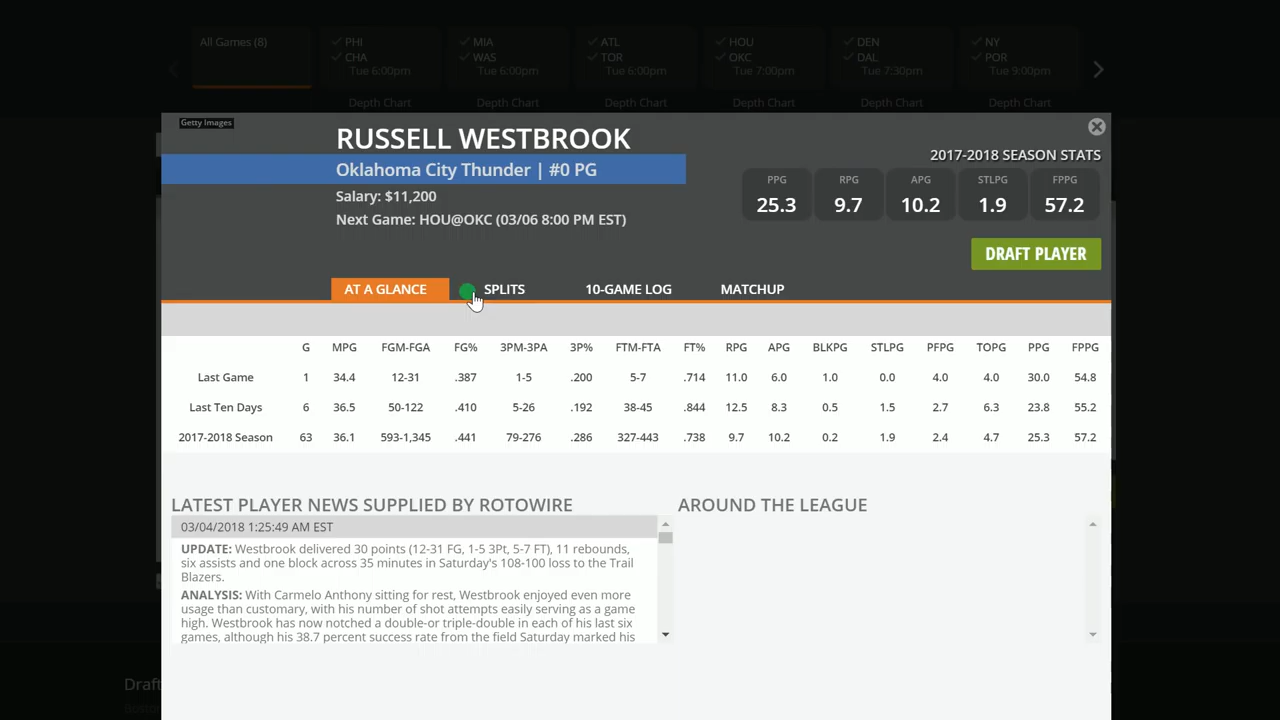 All Games (8)
PHI
CHA
Tue 6:00pm
MIA
WAS
Tue 6:00pm
ATL
TOR
Tue 6:00pm
HOU
OKC
Tue 7:00pm
DEN
DAL
Tue 7:30pm
NY
POR
Tue 9:00pm
Depth Chart Depth Chart Depth Chart Depth Chart Depth Chart Depth Chart
Getty Images
RUSSELL WESTBROOK
Oklahoma City Thunder | #0 PG
Salary: $11,200
Next Game: HOU@OKC (03/06 8:00 PM EST)
2017-2018 SEASON STATS
PPG RPG APG STLPG FPPG
25.3 9.7 10.2 1.9 57.2
DRAFT PLAYER
AT A GLANCE SPLITS 10-GAME LOG MATCHUP
G MPG FGM-FGA FG% 3PM-3PA 3P% FTM-FTA FT% RPG APG BLKPG STLPG PFPG TOPG PPG FPPG
Last Game 1 34.4 12-31 .387 1-5 .200 5-7 .714 11.0 6.0 1.0 0.0 4.0 4.0 30.0 54.8
Last Ten Days 6 36.5 50-122 .410 5-26 .192 38-45 .844 12.5 8.3 0.5 1.5 2.7 6.3 23.8 55.2
2017-2018 Season 63 36.1 593-1,345 .441 79-276 .286 327-443 .738 9.7 10.2 0.2 1.9 2.4 4.7 25.3 57.2
LATEST PLAYER NEWS SUPPLIED BY ROTOWIRE
03/04/2018 1:25:49 AM EST
UPDATE: Westbrook delivered 30 points (12-31 FG, 1-5 3Pt, 5-7 FT), 11 rebounds,
six assists and one block across 35 minutes in Saturday's 108-100 loss to the Trail
Blazers.
ANALYSIS: With Carmelo Anthony sitting for rest, Westbrook enjoyed even more
usage than customary, with his number of shot attempts easily serving as a game
high. Westbrook has now notched a double-or triple-double in each of his last six
games, although his 38.7 percent success rate from the field Saturday marked his
AROUND THE LEAGUE
Draft